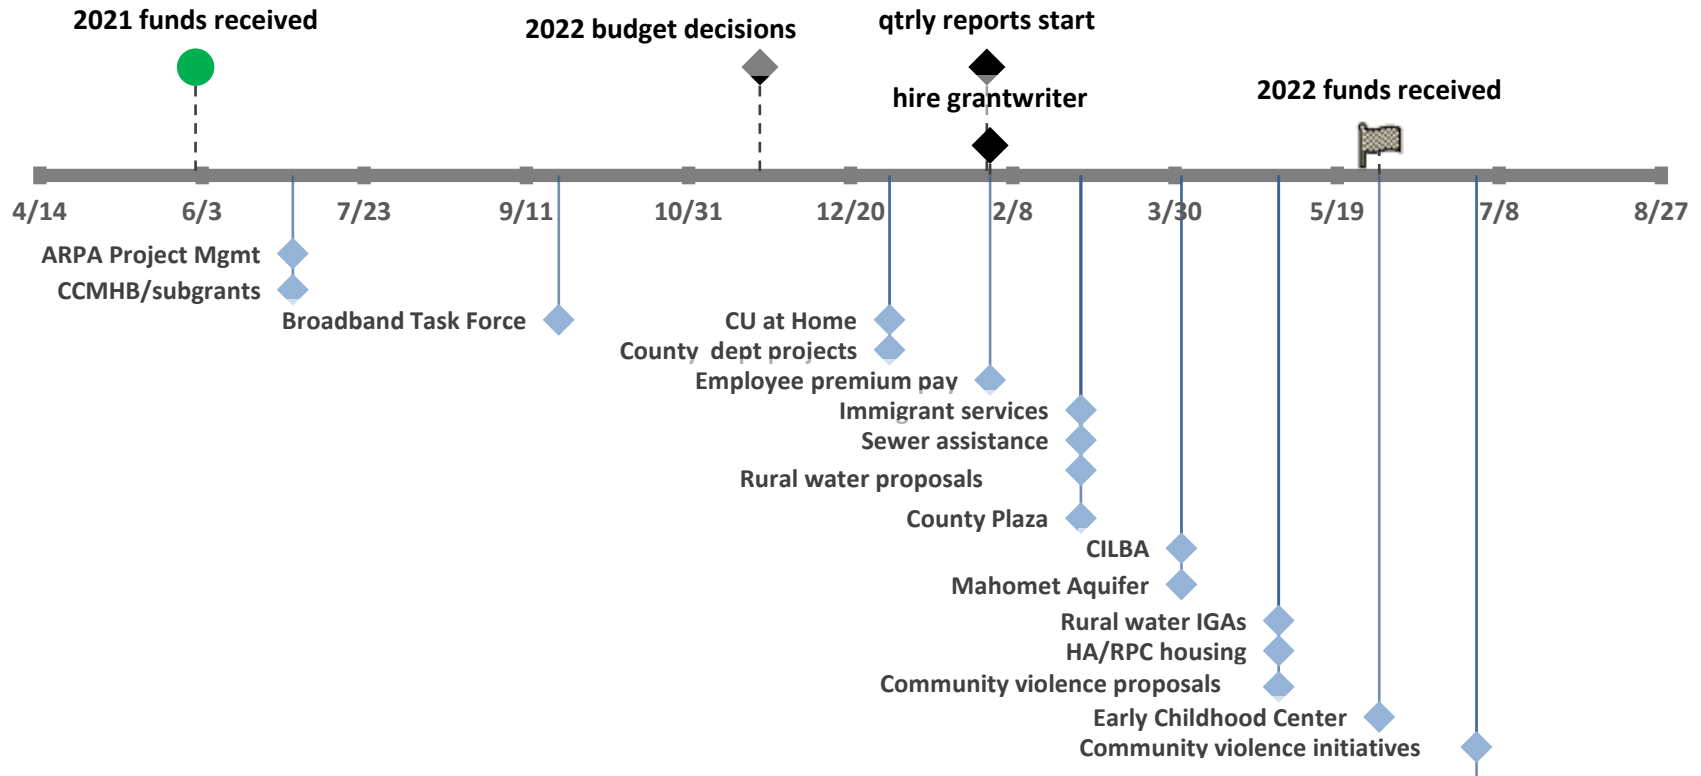 2021 funds received
2022 budget decisions
qtrly reports start
hire grantwriter
2022 funds received
4/14 6/3 7/23 9/11 10/31 12/20 2/8 3/30 5/19 7/8 8/27
ARPA Project Mgmt
CCMHB/subgrants
Broadband Task Force
CU at Home
County dept projects
Employee premium pay
Immigrant services
Sewer assistance
Rural water proposals
County Plaza
CILBA
Mahomet Aquifer
Rural water IGAs
HA/RPC housing
Community violence proposals
Early Childhood Center
Community violence initiatives